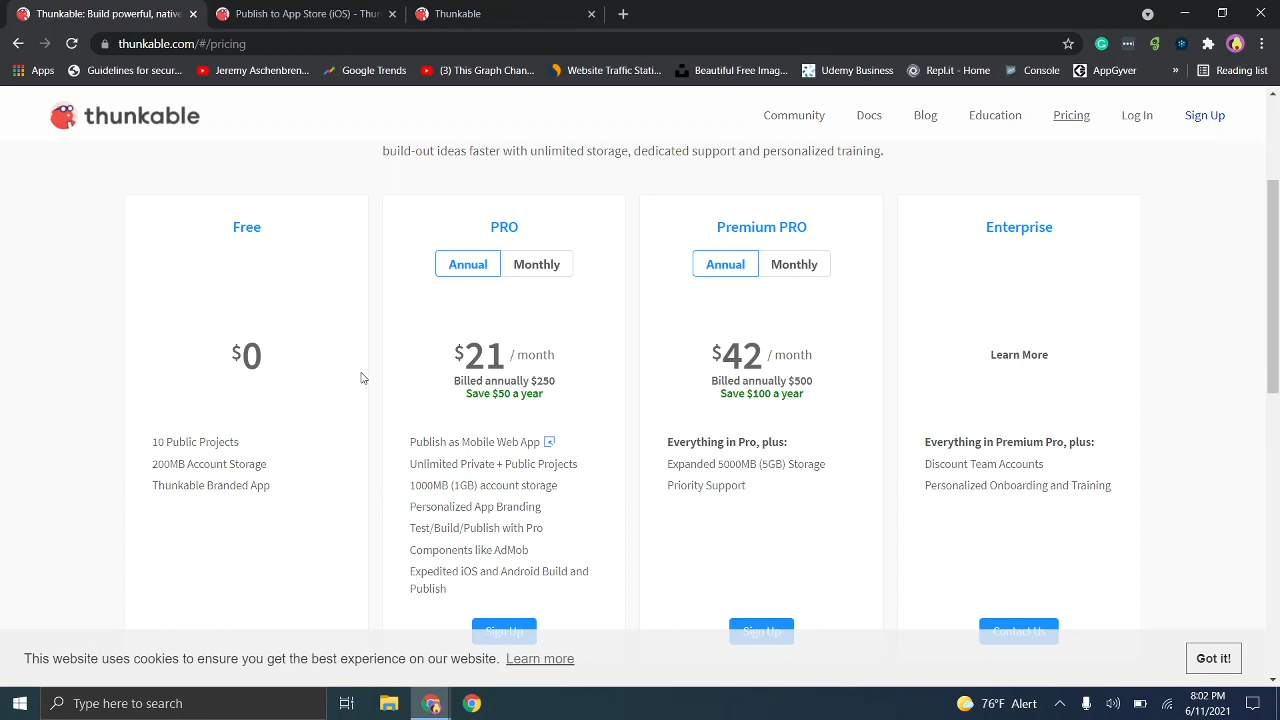 Thunkable: Build powerful, nativ
Publish to App Store (iOS) - Thun
Thunkable
thunkable.com/#/pricing
Apps
Guidelines for secur...
Jeremy Aschenbren...
Google Trends
(3) This Graph Chan...
Website Traffic Stati...
Beautiful Free Imag...
Udemy Business
Repl.it - Home
Console
AppGyver
»
Reading list
thunkable
Community
Docs
Blog
Education
Pricing
Log In
Sign Up
build-out ideas faster with unlimited storage, dedicated support and personalized training.
Free
$0
10 Public Projects
200MB Account Storage
Thunkable Branded App
PRO
Annual Monthly
$21 / month
Billed annually $250
Save $50 a year
Publish as Mobile Web App
Unlimited Private + Public Projects
1000MB (1GB) account storage
Personalized App Branding
Test/Build/Publish with Pro
Components like AdMob
Expedited iOS and Android Build and
Publish
Sign Up
Premium PRO
Annual Monthly
$42 / month
Billed annually $500
Save $100 a year
Everything in Pro, plus:
Expanded 5000MB (5GB) Storage
Priority Support
Sign Up
Enterprise
Learn More
Everything in Premium Pro, plus:
Discount Team Accounts
Personalized Onboarding and Training
Contact Us
This website uses cookies to ensure you get the best experience on our website. Learn more
Got it!
Type here to search
76°F Alert
8:02 PM
6/11/2021